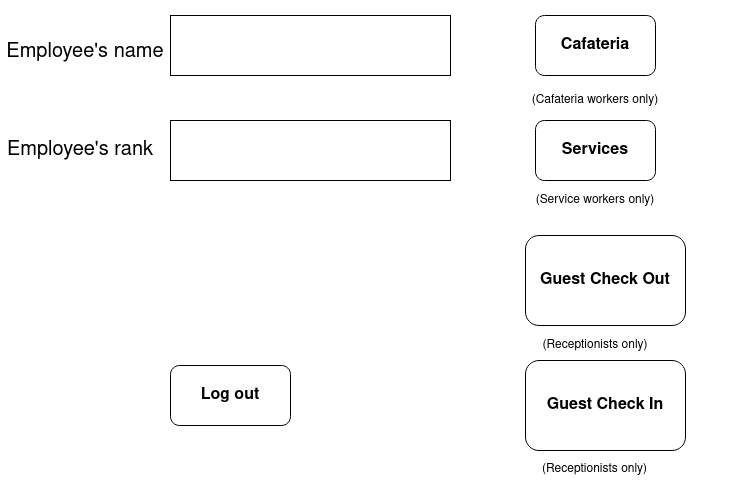 Employee's name
Cafateria
(Cafateria workers only)
Employee's rank
Services
(Service workers only)
Guest Check Out
(Receptionists only)
Log out
Guest Check In
(Receptionists only)